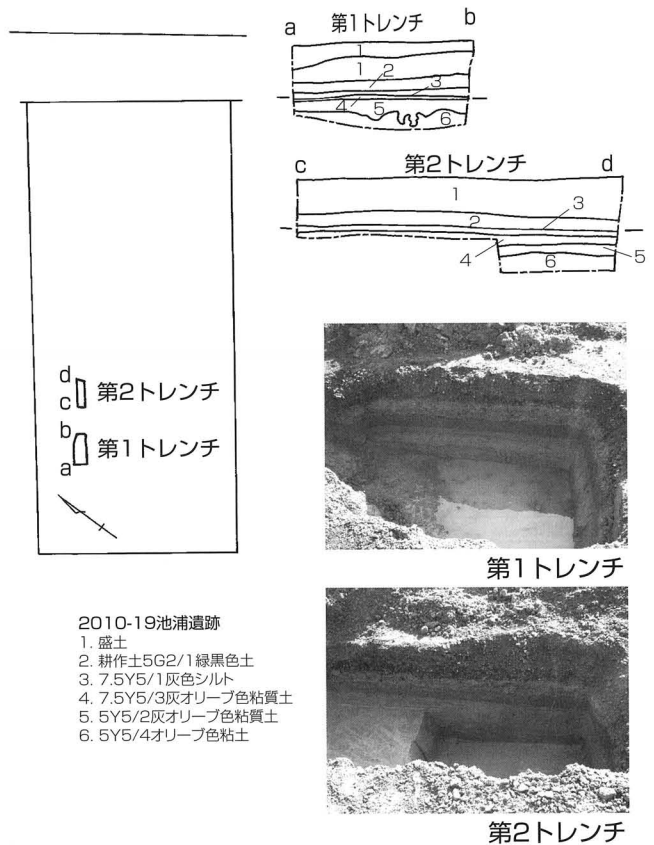 第1トレンチ
a
b
1
1
2
3
4
5
6
第2トレンチ
c
d
1
2
3
4
5
6
d
c
第2トレンチ
b
a
第1トレンチ
第1トレンチ
第2トレンチ
2010-19池浦遺跡
1. 盛土
2. 耕作土5G2/1緑黒色土
3. 7.5Y5/1灰色シルト
4. 7.5Y5/3灰オリーブ色粘質土
5. 5Y5/2灰オリーブ色粘質土
6. 5Y5/4オリーブ色粘土